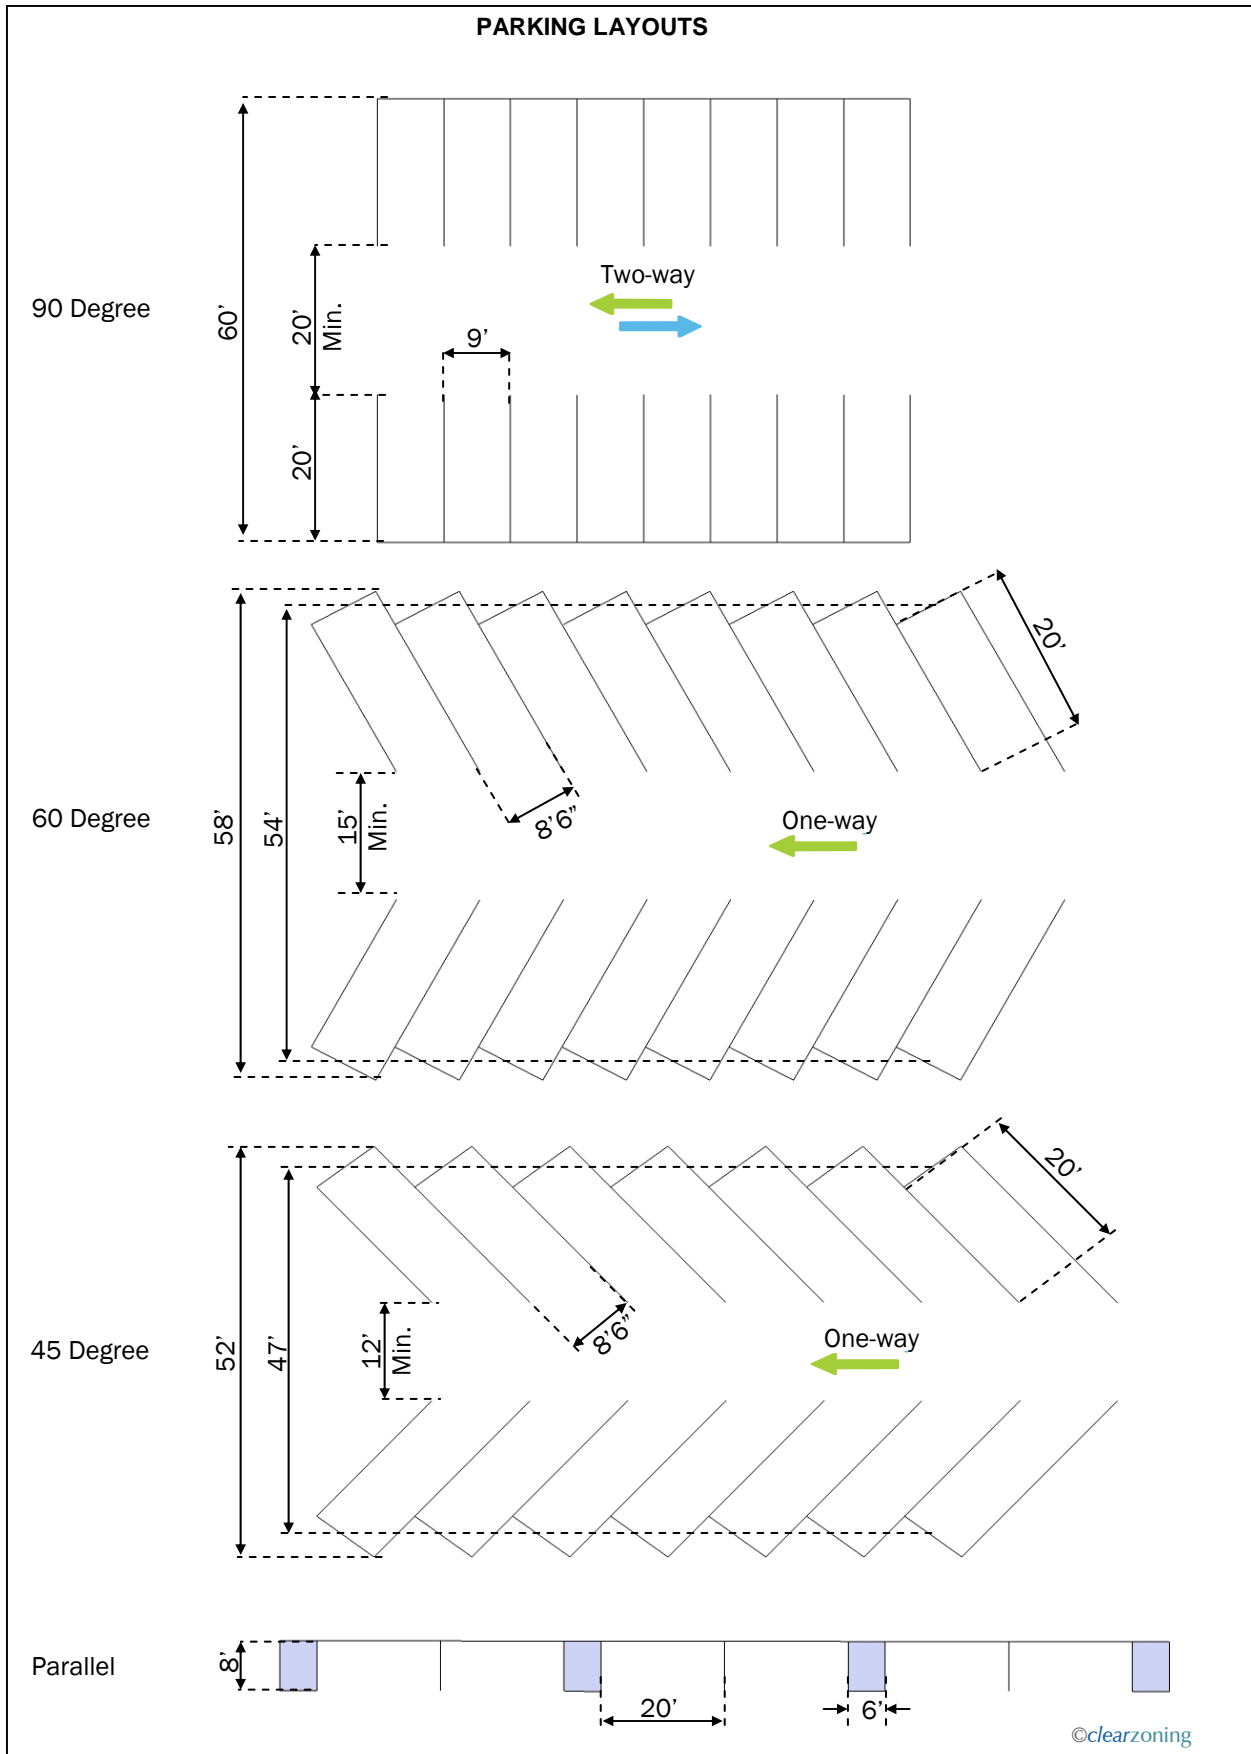 PARKING LAYOUTS
90 Degree
60’
20’
Min.
20’
9’
Two-way
60 Degree
58’
54’
15’
Min.
8’6”
20’
One-way
45 Degree
52’
47’
12’
Min.
8’6”
20’
One-way
Parallel
8’
20’
6’
©clearzoning